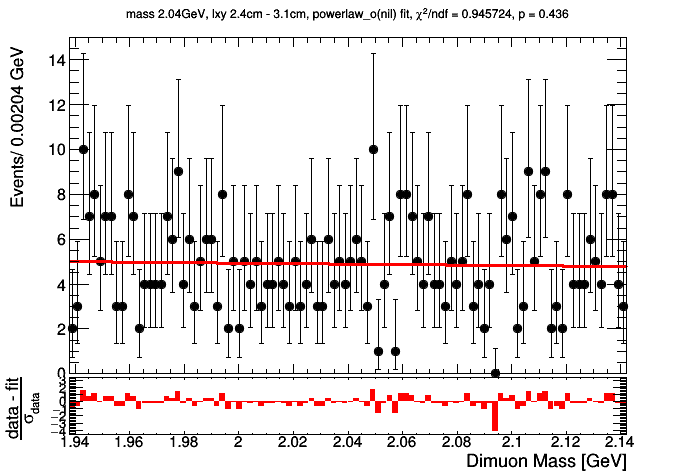 mass 2.04GeV, lxy 2.4cm - 3.1cm, powerlaw_o(nil) fit, χ²/ndf = 0.945724, p = 0.436
Events/ 0.00204 GeV
14
12
10
8
6
4
2
0
data - fit
σdata
1.94 1.96 1.98 2 2.02 2.04 2.06 2.08 2.1 2.12 2.14
Dimuon Mass [GeV]